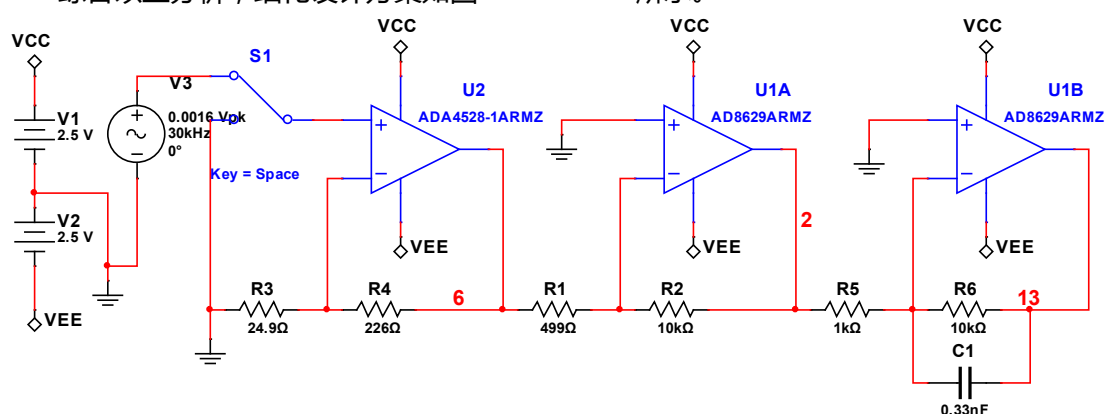 VCC
VCC
VCC
VCC
S1
V3
0.0016 Vpk
30kHz
0°
V1
2.5 V
V2
2.5 V
VEE
Key = Space
U2
ADA4528-1ARMZ
U1A
AD8629ARMZ
U1B
AD8629ARMZ
VEE
VEE
VEE
2
R3
24.9Ω
R4
226Ω
6
R1
499Ω
R2
10kΩ
R5
1kΩ
R6
10kΩ
13
C1
0.33nF